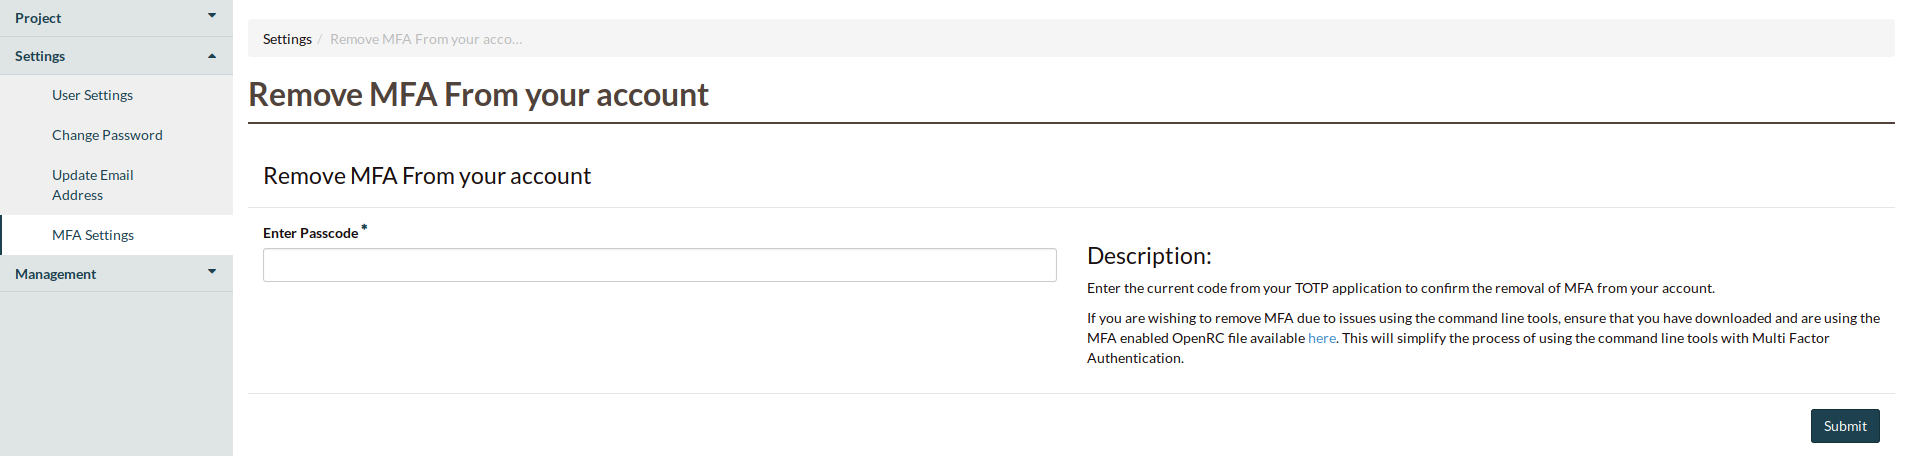 Project
Settings
User Settings
Change Password
Update Email
Address
MFA Settings
Management
Settings / Remove MFA From your acco...
Remove MFA From your account
Remove MFA From your account
Enter Passcode *
Description:
Enter the current code from your TOTP application to confirm the removal of MFA from your account.
If you are wishing to remove MFA due to issues using the command line tools, ensure that you have downloaded and are using the
MFA enabled OpenRC file available here. This will simplify the process of using the command line tools with Multi Factor
Authentication.
Submit